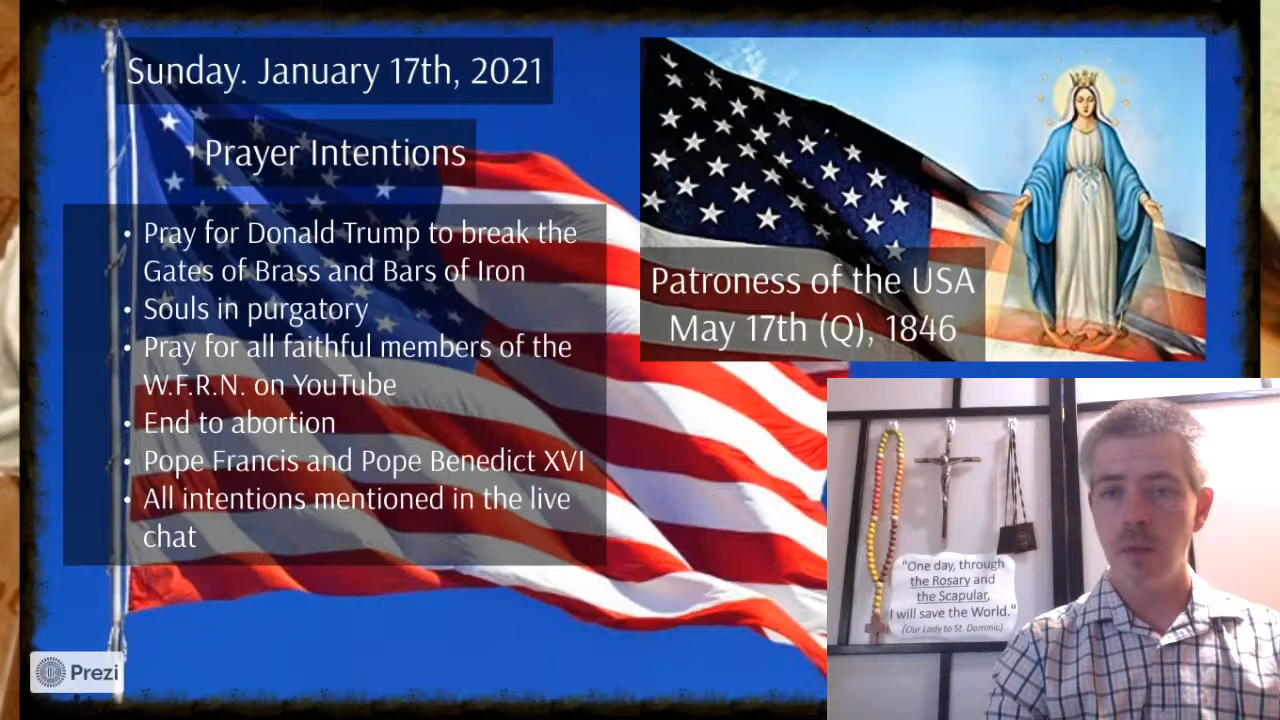 Sunday. January 17th, 2021
Prayer Intentions
• Pray for Donald Trump to break the
Gates of Brass and Bars of Iron
• Souls in purgatory
• Pray for all faithful members of the
W.F.R.N. on YouTube
• End to abortion
• Pope Francis and Pope Benedict XVI
• All intentions mentioned in the live
chat
Patroness of the USA
May 17th (Q), 1846
"One day, through
the Rosary and
the Scapular,
I will save the World."
(Our Lady to St. Dominic)
Prezi